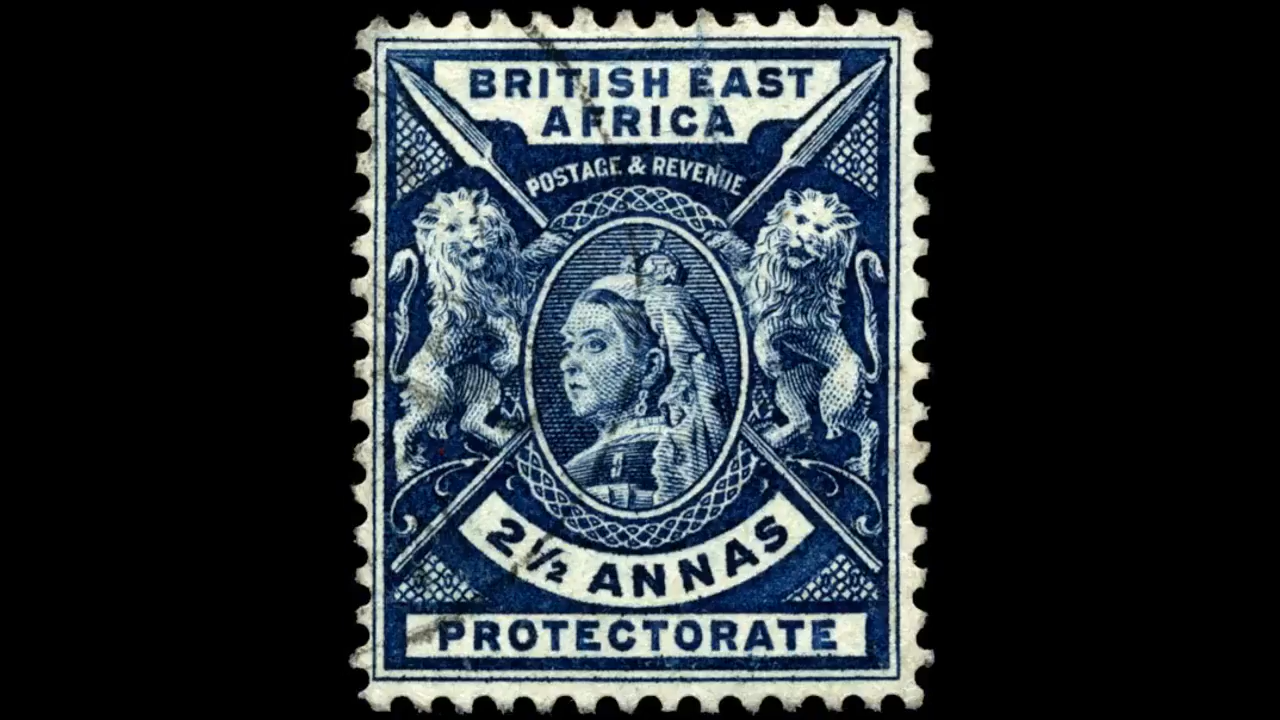 BRITISH EAST
AFRICA
POSTAGE & REVENUE
2½ ANNAS
PROTECTORATE